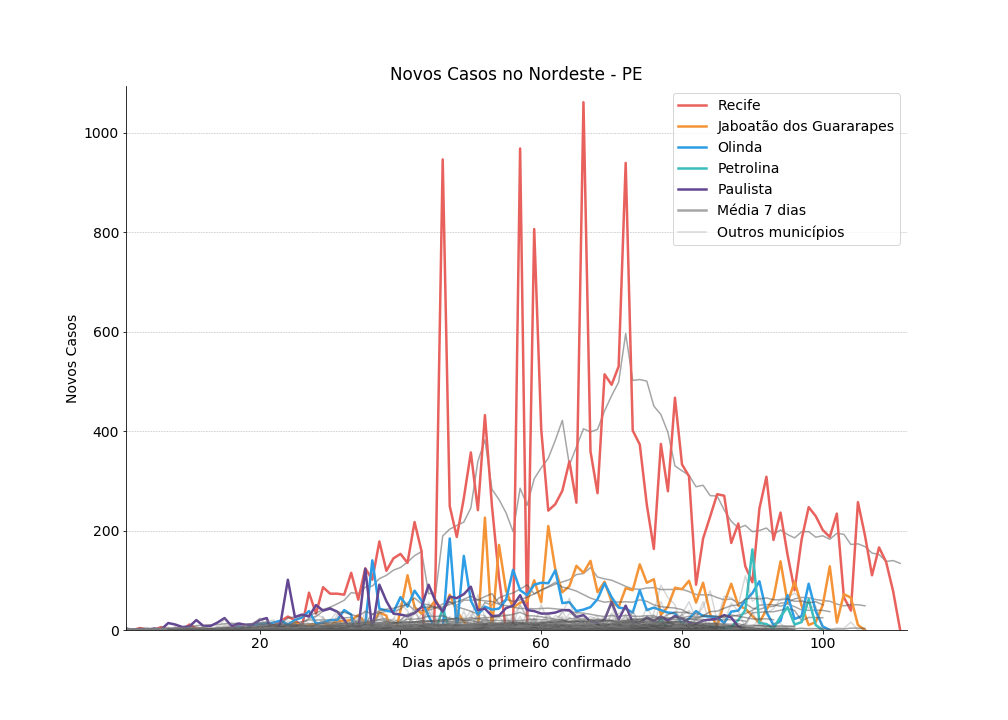 Novos Casos no Nordeste - PE
Recife
Jaboatão dos Guararapes
Olinda
Petrolina
Paulista
Média 7 dias
Outros municípios
Novos Casos
1000
800
600
400
200
0
20
40
60
80
100
Dias após o primeiro confirmado